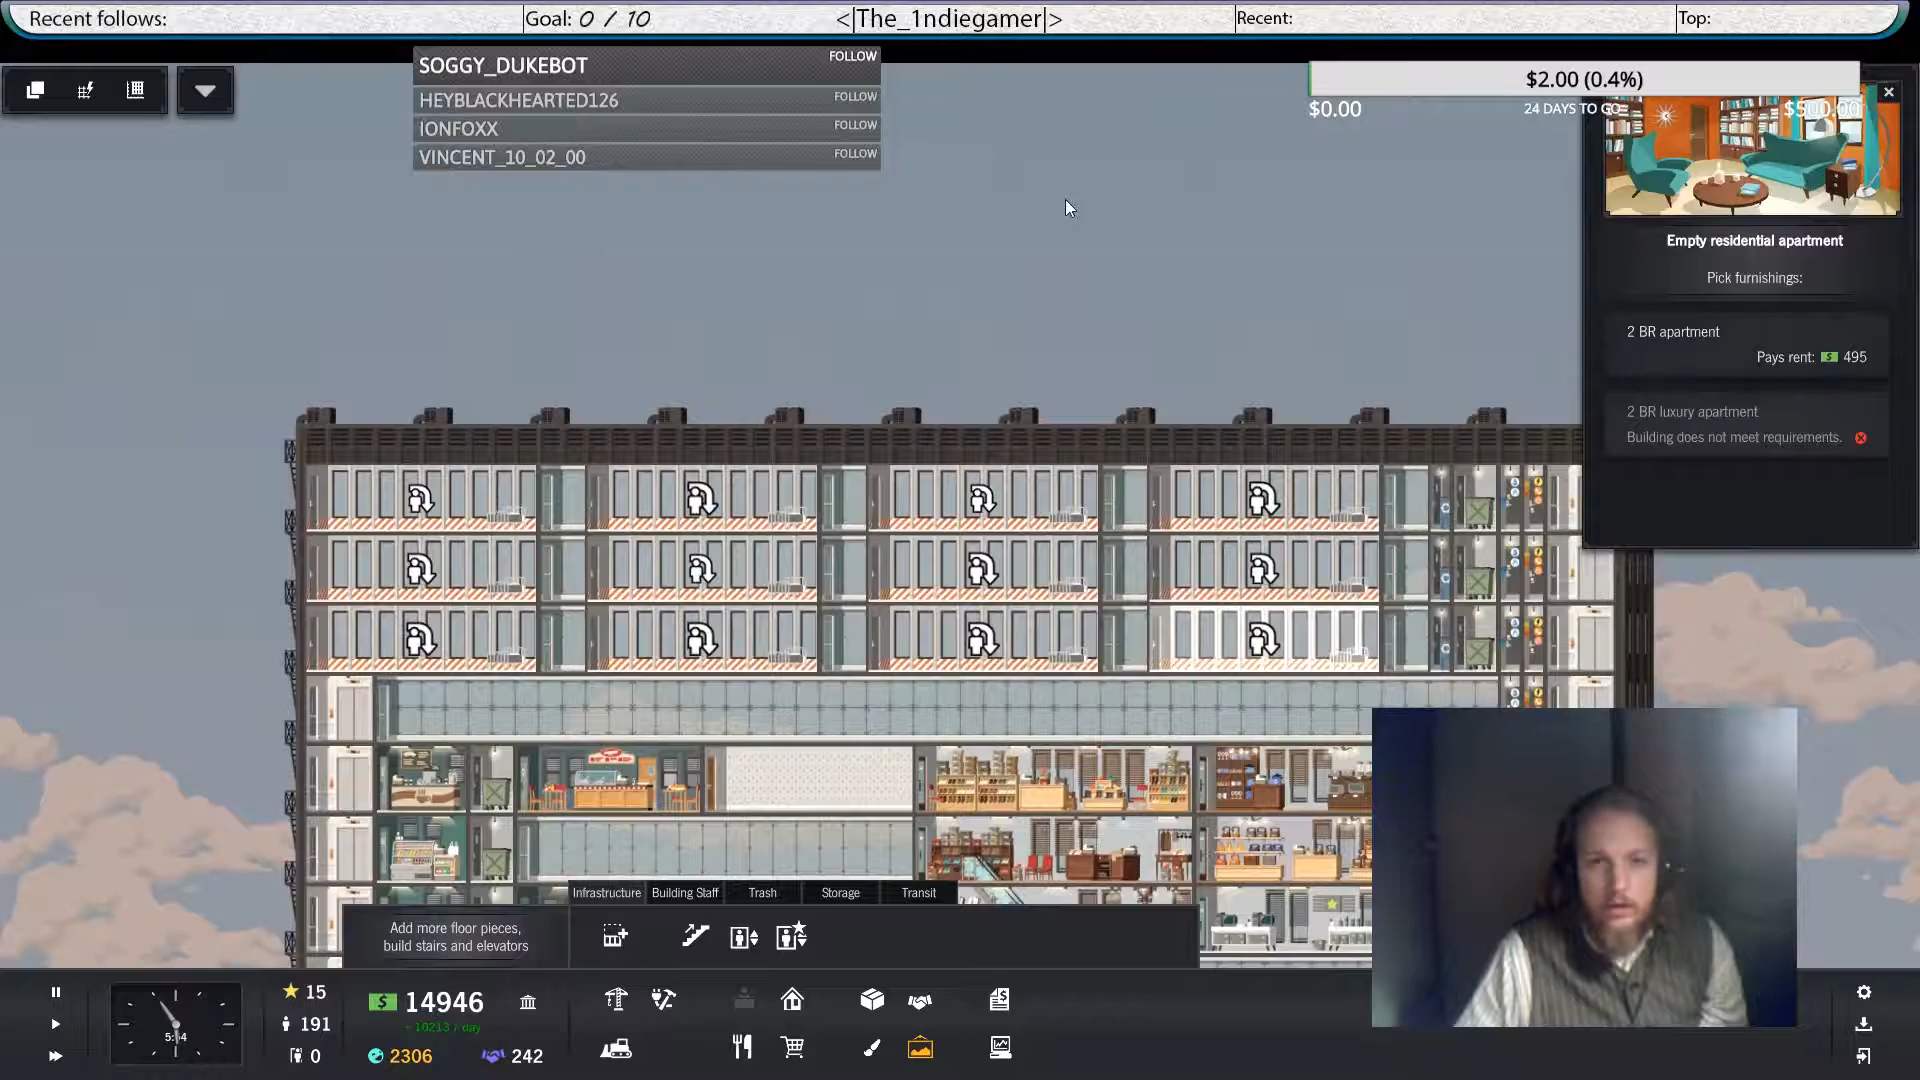 Recent follows:
Goal: 0 / 10
<|The_1ndiegamer|>
Recent:
Top:
SOGGY_DUKEBOT FOLLOW
HEYBLACKHEARTED126 FOLLOW
IONFOXX FOLLOW
VINCENT_10_02_00 FOLLOW
$2.00 (0.4%)
$0.00 24 DAYS TO GO $500.00
Empty residential apartment
Pick furnishings:
2 BR apartment
Pays rent: $ 495
2 BR luxury apartment
Building does not meet requirements.
Infrastructure Building Staff Trash Storage Transit
Add more floor pieces,
build stairs and elevators
15
191
0
$ 14946
+ 10213 / day
2306 242